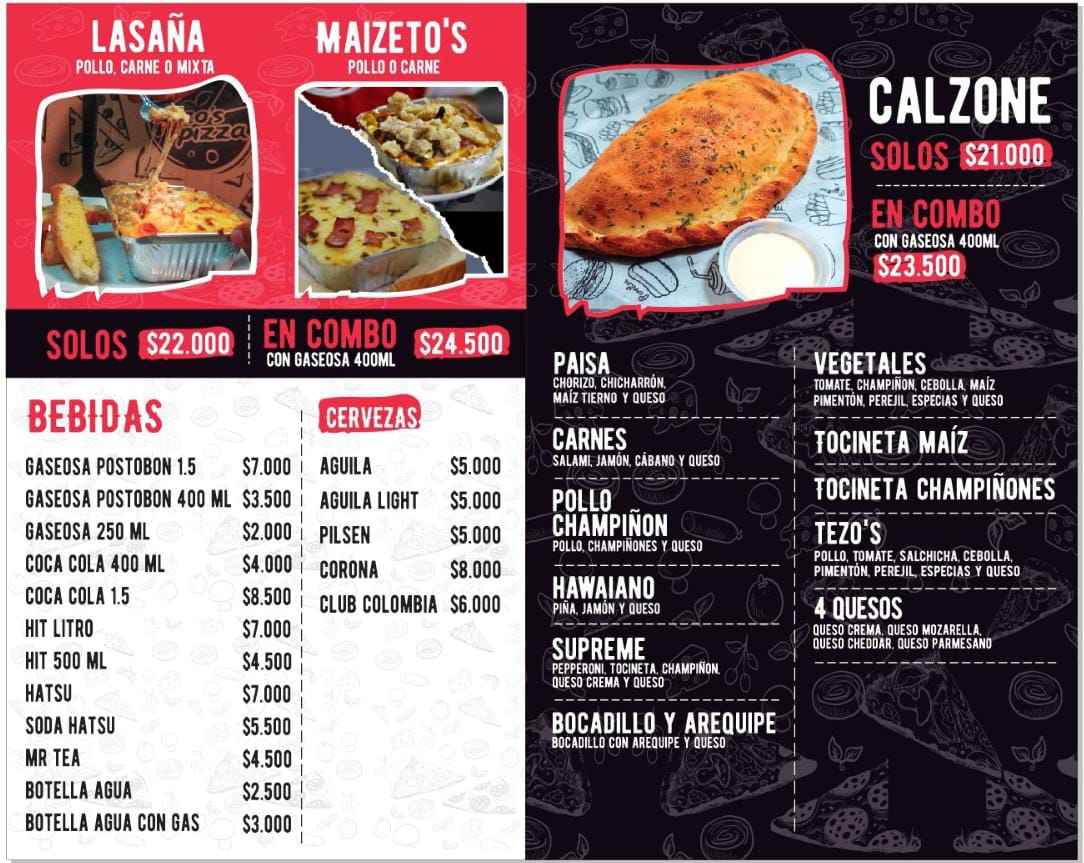 LASAÑA
POLLO, CARNE O MIXTA
MAIZETO'S
POLLO O CARNE
o's
pizza
SOLOS $22.000
EN COMBO
CON GASEOSA 400ML
$24.500
BEBIDAS
GASEOSA POSTOBON 1.5 $7.000
GASEOSA POSTOBON 400 ML $3.500
GASEOSA 250 ML $2.000
COCA COLA 400 ML $4.000
COCA COLA 1.5 $8.500
HIT LITRO $7.000
HIT 500 ML $4.500
HATSU $7.000
SODA HATSU $5.500
MR TEA $4.500
BOTELLA AGUA $2.500
BOTELLA AGUA CON GAS $3.000
CERVEZAS
AGUILA $5.000
AGUILA LIGHT $5.000
PILSEN $5.000
CORONA $8.000
CLUB COLOMBIA $6.000
CALZONE
SOLOS $21.000
EN COMBO
CON GASEOSA 400ML
$23.500
PAISA
CHORIZO, CHICHARRÓN,
MAÍZ TIERNO Y QUESO
CARNES
SALAMI, JAMÓN, CÁBANO Y QUESO
POLLO
CHAMPIÑON
POLLO, CHAMPIÑONES Y QUESO
HAWAIANO
PIÑA, JAMÓN Y QUESO
SUPREME
PEPPERONI, TOCINETA, CHAMPIÑON,
QUESO CREMA Y QUESO
BOCADILLO Y AREQUIPE
BOCADILLO CON AREQUIPE Y QUESO
VEGETALES
TOMATE, CHAMPIÑON, CEBOLLA, MAÍZ
PIMENTÓN, PEREJIL, ESPECIAS Y QUESO
TOCINETA MAÍZ
TOCINETA CHAMPIÑONES
TEZO'S
POLLO, TOMATE, SALCHICHA, CEBOLLA,
PIMENTÓN, PEREJIL, ESPECIAS Y QUESO
4 QUESOS
QUESO CREMA, QUESO MOZARELLA,
QUESO CHEDDAR, QUESO PARMESANO